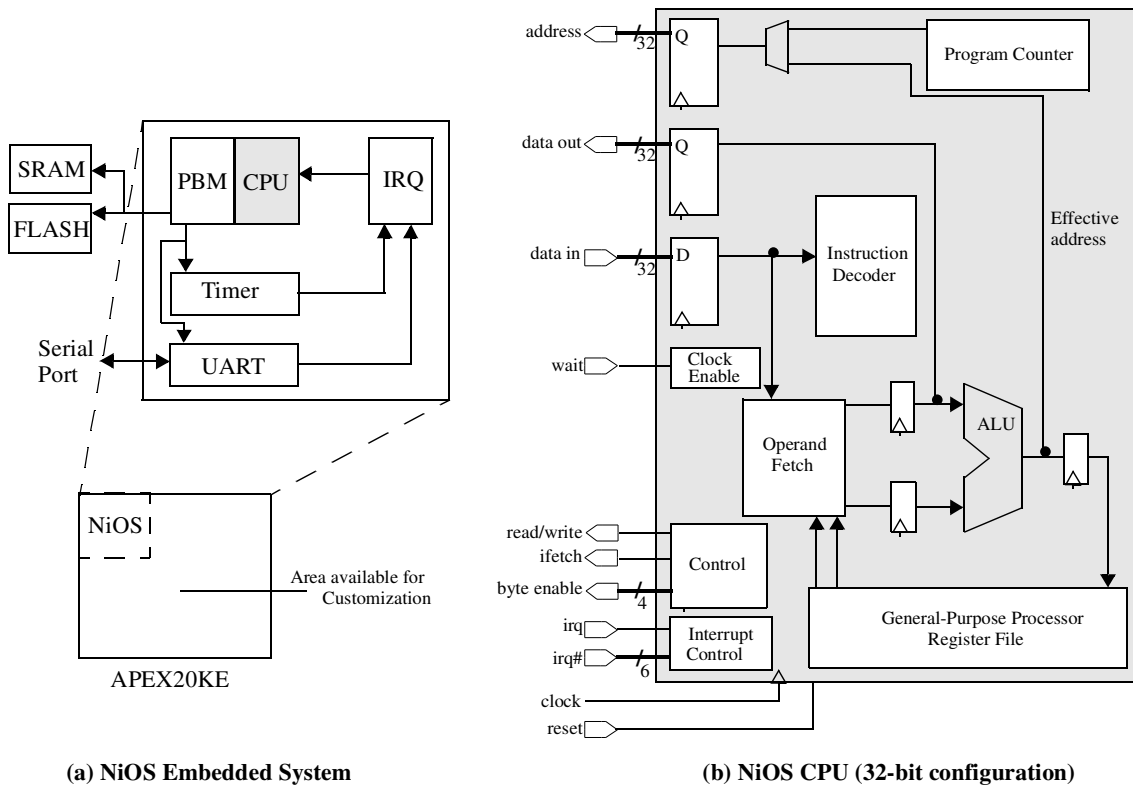 SRAM
FLASH
PBM
CPU
IRQ
Timer
UART
Serial
Port
NiOS
Area available for
Customization
APEX20KE
(a) NiOS Embedded System
address
32
Q
Program Counter
data out
32
Q
Effective
address
data in
32
D
Instruction
Decoder
wait
Clock
Enable
Operand
Fetch
ALU
read/write
ifetch
byte enable
4
Control
irq
irq#
6
Interrupt
Control
General-Purpose Processor
Register File
clock
reset
(b) NiOS CPU (32-bit configuration)